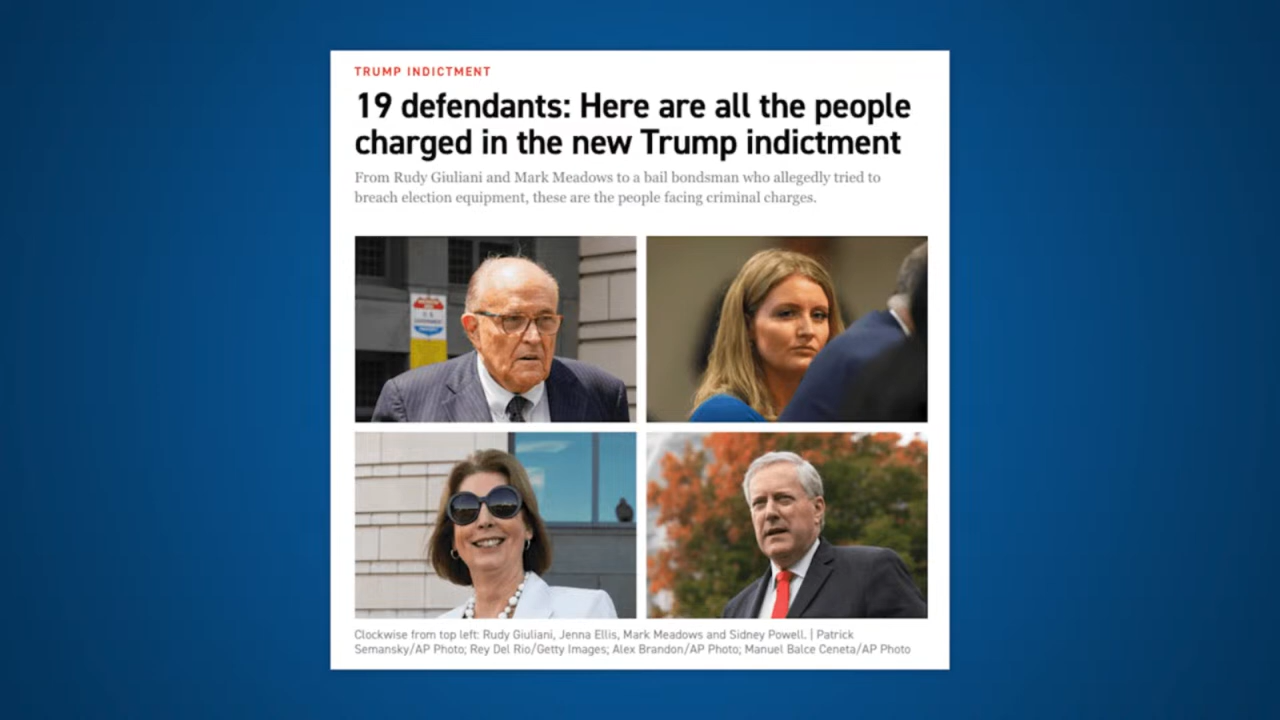 TRUMP INDICTMENT
19 defendants: Here are all the people
charged in the new Trump indictment
From Rudy Giuliani and Mark Meadows to a bail bondsman who allegedly tried to
breach election equipment, these are the people facing criminal charges.
Clockwise from top left: Rudy Giuliani, Jenna Ellis, Mark Meadows and Sidney Powell. | Patrick
Semansky/AP Photo; Rey Del Rio/Getty Images; Alex Brandon/AP Photo; Manuel Balce Ceneta/AP Photo